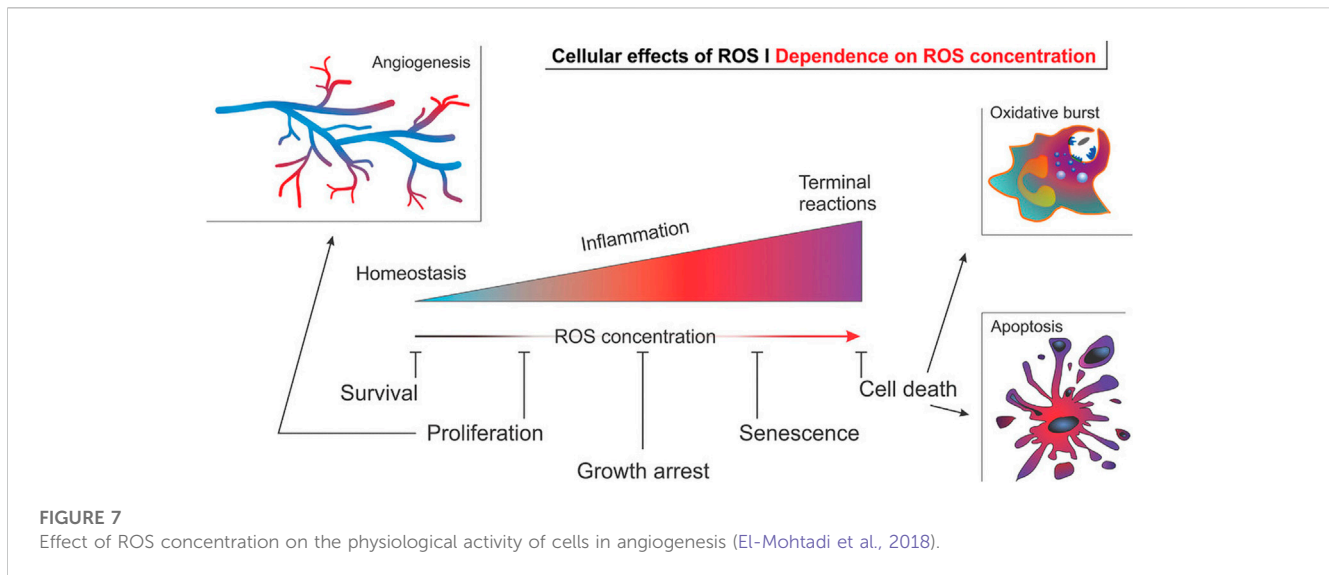 Cellular effects of ROS I Dependence on ROS concentration
Angiogenesis
Oxidative burst
Terminal
reactions
Inflammation
Homeostasis
ROS concentration
Apoptosis
Survival
Cell death
Proliferation
Senescence
Growth arrest
FIGURE 7
Effect of ROS concentration on the physiological activity of cells in angiogenesis (El-Mohtadi et al., 2018).